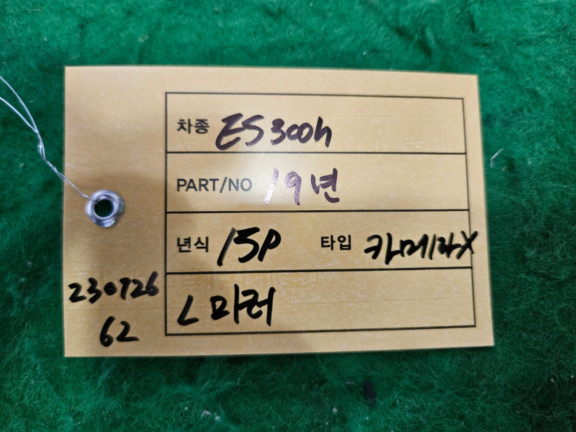 차종 ES300h
PART/NO 19년
년식 15P 타입 카메라X
L 미러
230726
62